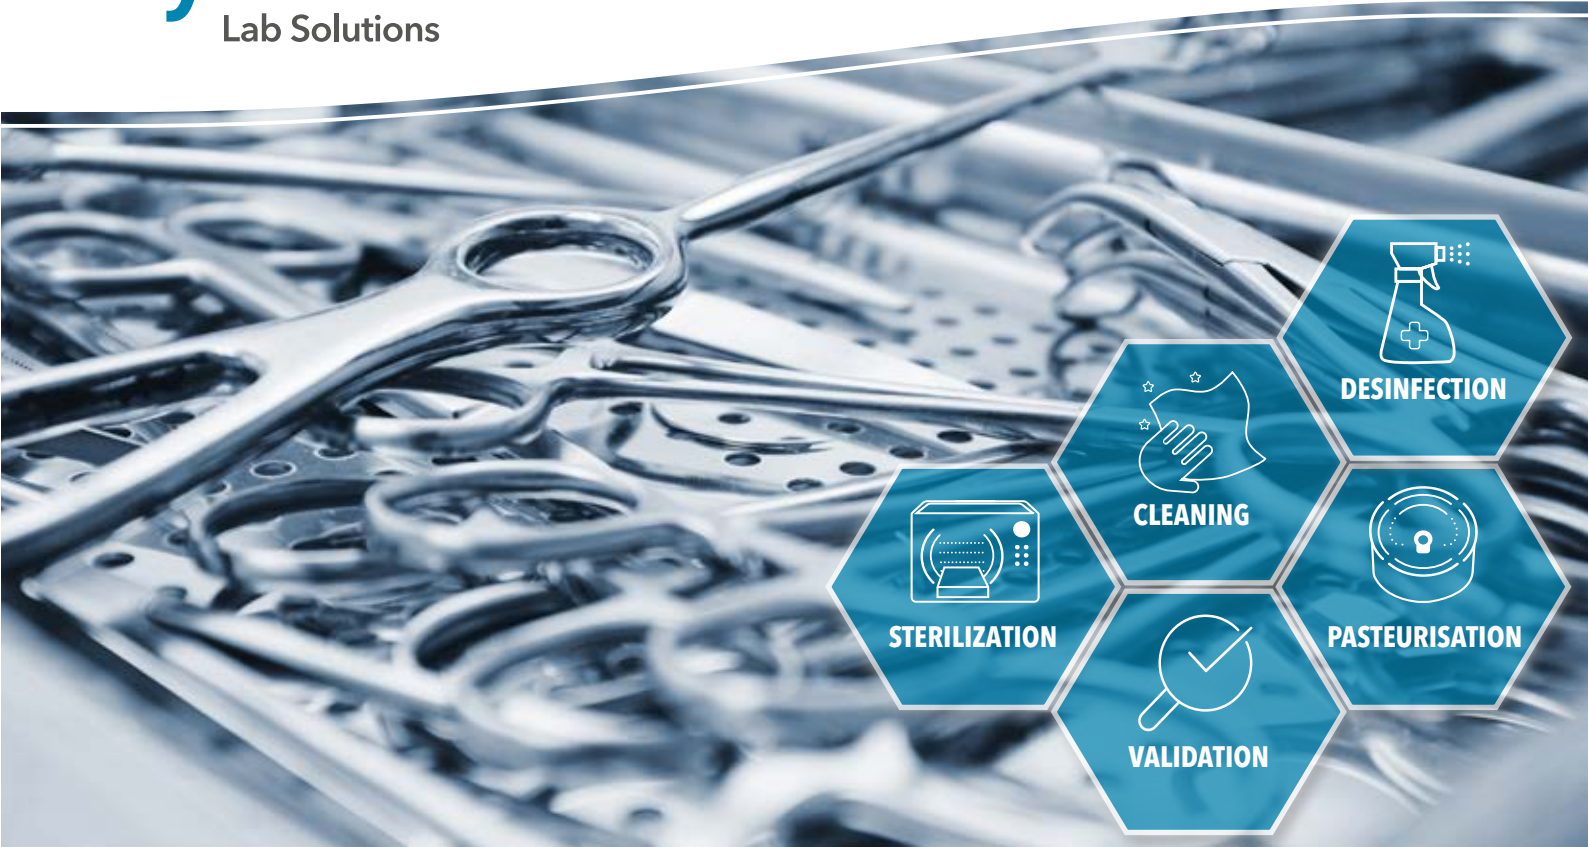 Lab Solutions
DESINFECTION
CLEANING
STERILIZATION
PASTEURISATION
VALIDATION